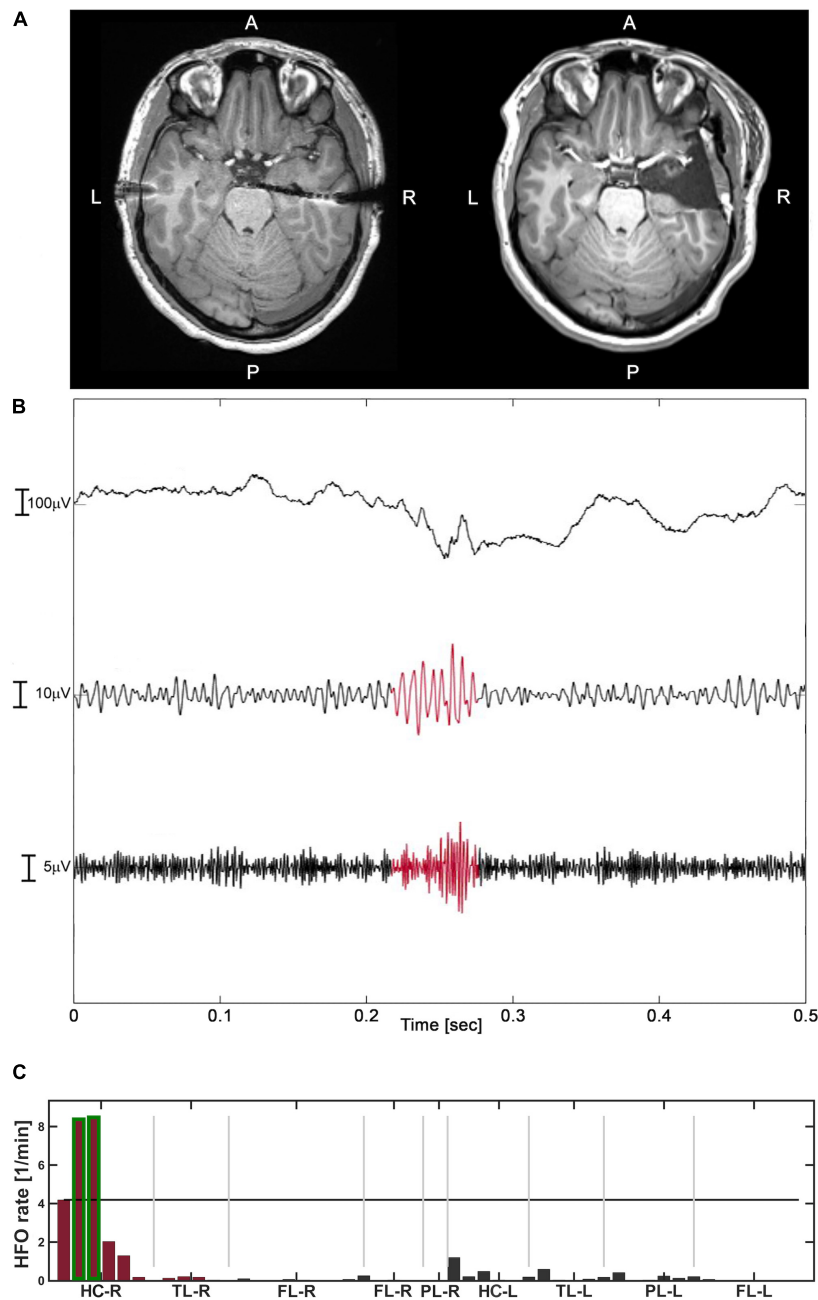 A
A A
L R L R
P P
B
100μV
10μV
5μV
0 0.1 0.2 0.3 0.4 0.5
Time [sec]
C
HFO rate [1/min]
8
6
4
2
0
HC-R TL-R FL-R FL-R PL-R HC-L TL-L PL-L FL-L